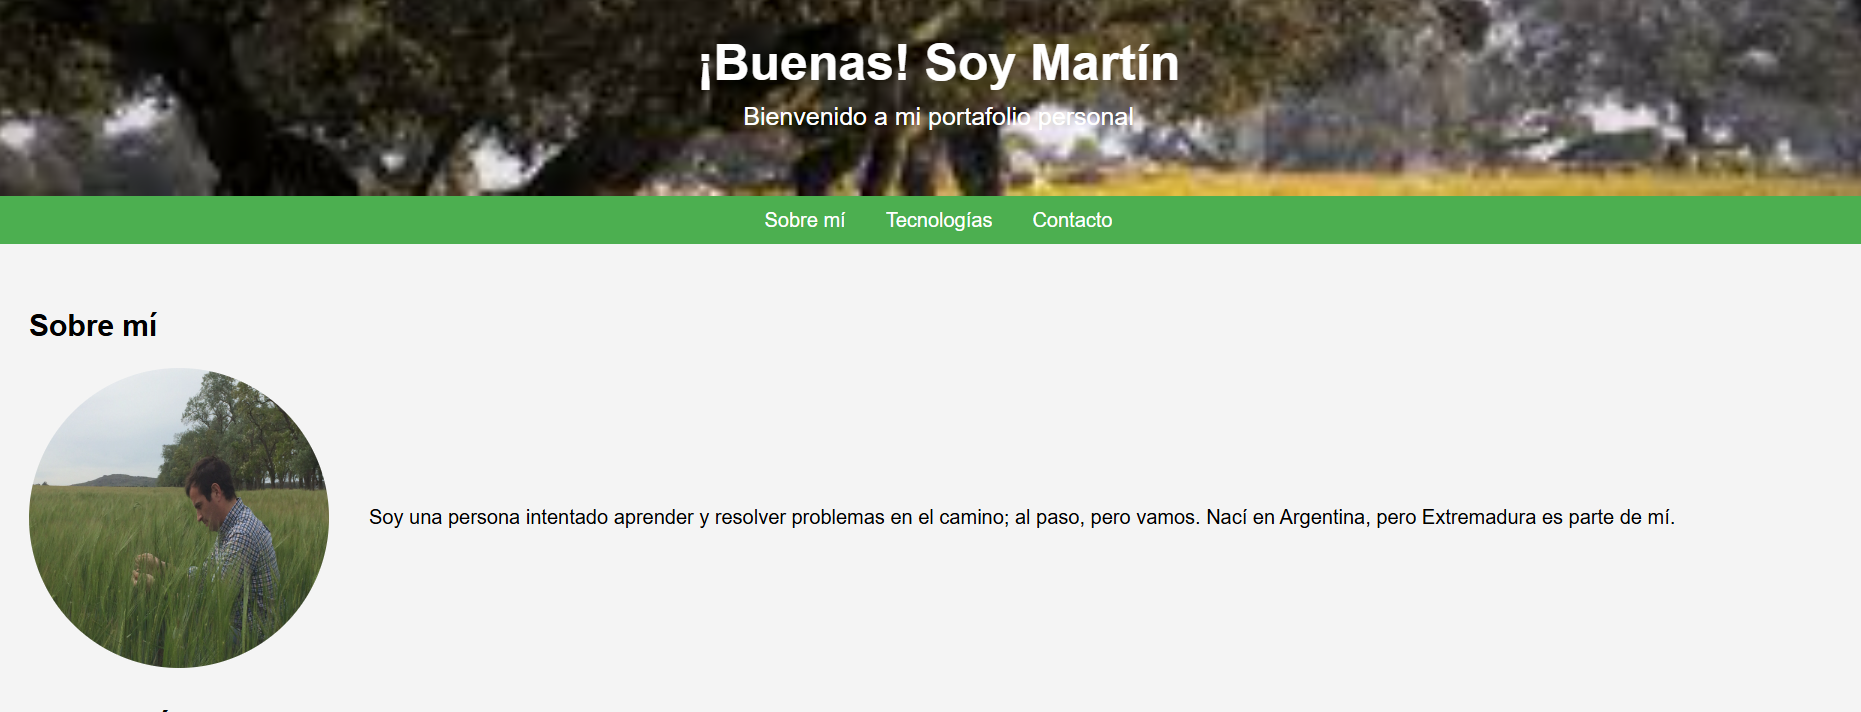 ¡Buenas! Soy Martín
Bienvenido a mi portafolio personal
Sobre mí Tecnologías Contacto
Sobre mí
Soy una persona intentado aprender y resolver problemas en el camino; al paso, pero vamos. Nací en Argentina, pero Extremadura es parte de mí.